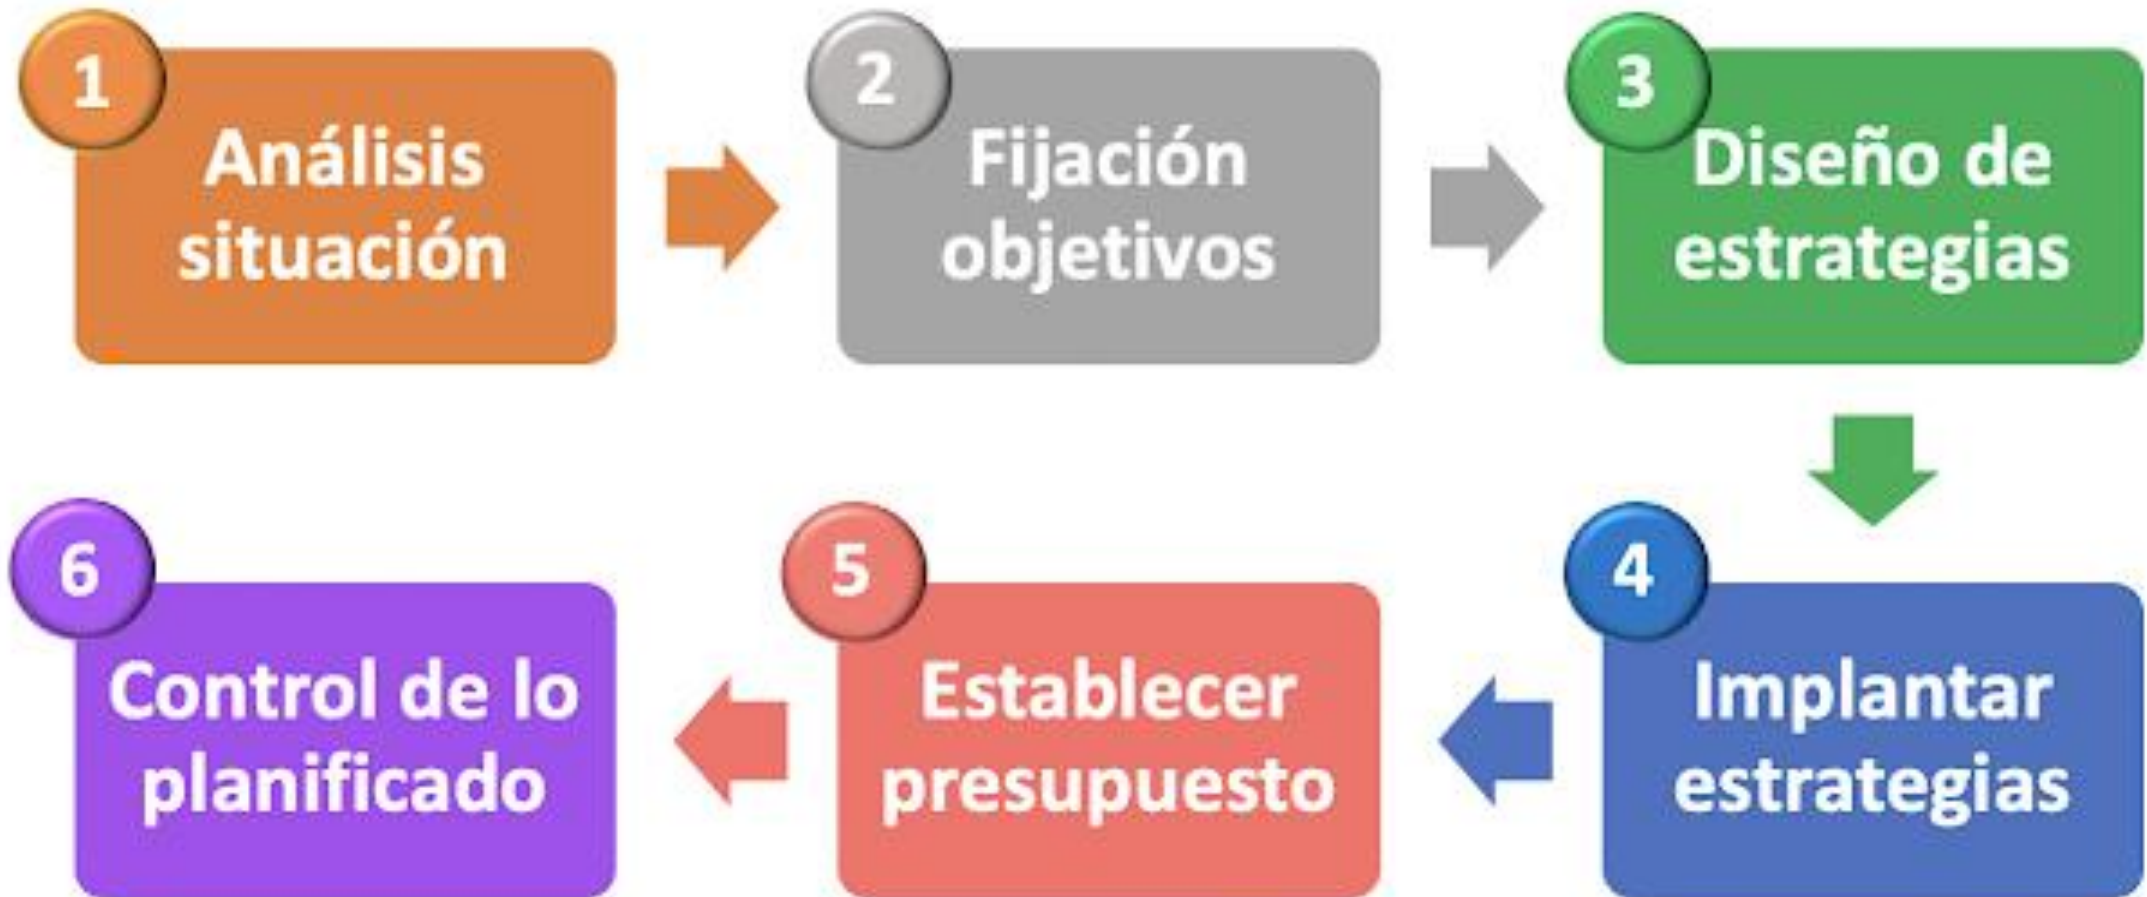 1
Análisis
situación
2
Fijación
objetivos
3
Diseño de
estrategias
4
Implantar
estrategias
5
Establecer
presupuesto
6
Control de lo
planificado